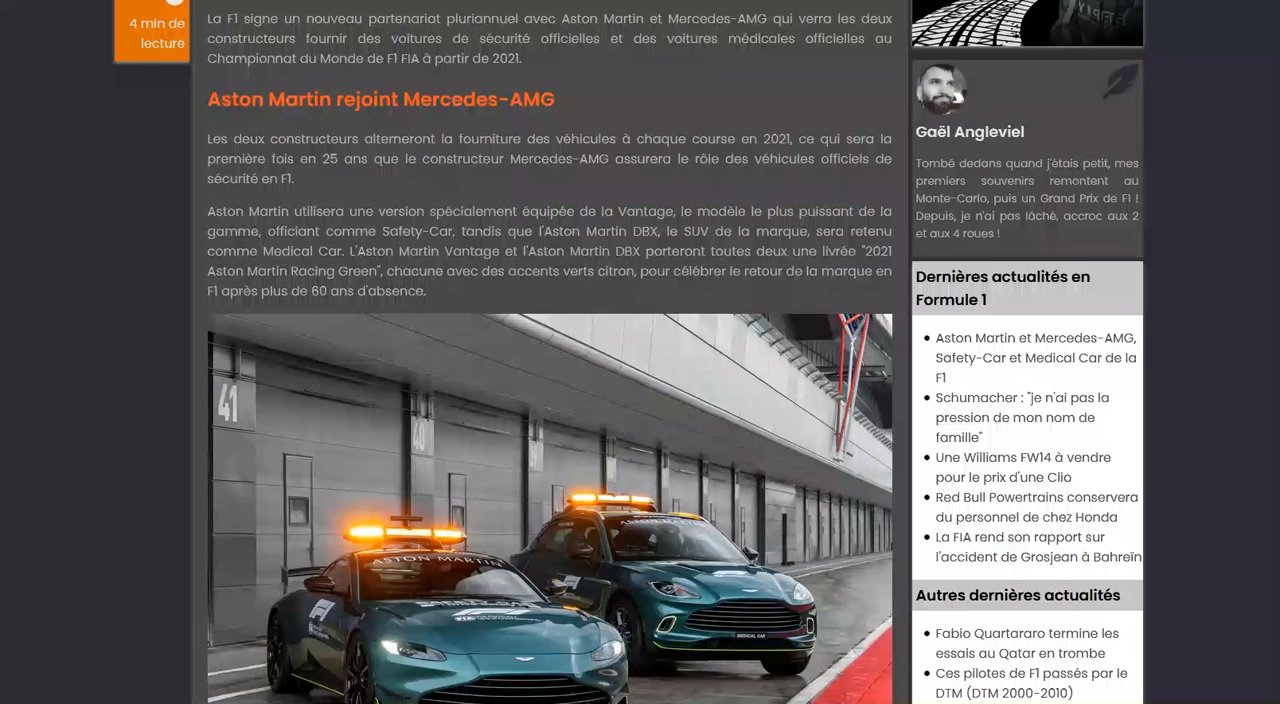 4 min de
lecture
La F1 signe un nouveau partenariat pluriannuel avec Aston Martin et Mercedes-AMG qui verra les deux
constructeurs fournir des voitures de sécurité officielles et des voitures médicales officielles au
Championnat du Monde de F1 FIA à partir de 2021.
Aston Martin rejoint Mercedes-AMG
Les deux constructeurs alterneront la fourniture des véhicules à chaque course en 2021, ce qui sera la
première fois en 25 ans que le constructeur Mercedes-AMG assurera le rôle des véhicules officiels de
sécurité en F1.
Aston Martin utilisera une version spécialement équipée de la Vantage, le modèle le plus puissant de la
gamme, officiant comme Safety-Car, tandis que l'Aston Martin DBX, le SUV de la marque, sera retenu
comme Medical Car. L'Aston Martin Vantage et l'Aston Martin DBX porteront toutes deux une livrée "2021
Aston Martin Racing Green", chacune avec des accents verts citron, pour célébrer le retour de la marque en
F1 après plus de 60 ans d'absence.
41
40
ASTON MARTIN
ASTON MARTIN
SAFETY CAR
F1
FIA
MEDICAL CAR
Gaël Angleviel
Tombé dedans quand j'étais petit, mes
premiers souvenirs remontent au
Monte-Carlo, puis un Grand Prix de F1 !
Depuis, je n'ai pas lâché, accroc aux 2
et aux 4 roues !
Dernières actualités en
Formule 1
Aston Martin et Mercedes-AMG,
Safety-Car et Medical Car de la
F1
Schumacher : "je n'ai pas la
pression de mon nom de
famille"
Une Williams FW14 à vendre
pour le prix d'une Clio
Red Bull Powertrains conservera
du personnel de chez Honda
La FIA rend son rapport sur
l'accident de Grosjean à Bahreïn
Autres dernières actualités
Fabio Quartararo termine les
essais au Qatar en trombe
Ces pilotes de F1 passés par le
DTM (DTM 2000-2010)